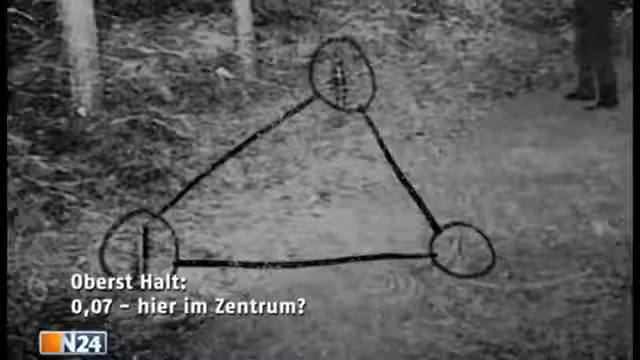 Oberst Halt:
0,07 – hier im Zentrum?
N24